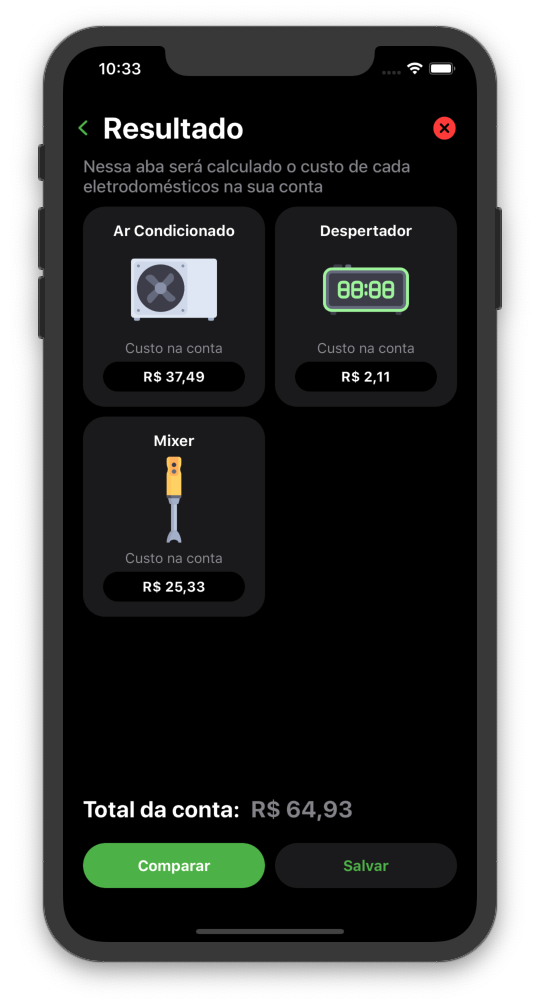 10:33
Resultado
Nessa aba será calculado o custo de cada
eletrodomésticos na sua conta
Ar Condicionado
Custo na conta
R$ 37,49
Despertador
88:88
Custo na conta
R$ 2,11
Mixer
Custo na conta
R$ 25,33
Total da conta: R$ 64,93
Comparar
Salvar